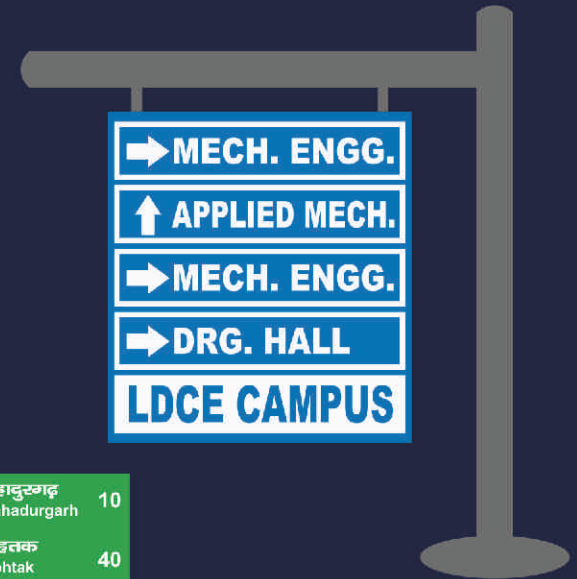 MECH. ENGG.
APPLIED MECH.
MECH. ENGG.
DRG. HALL
LDCE CAMPUS
10
40